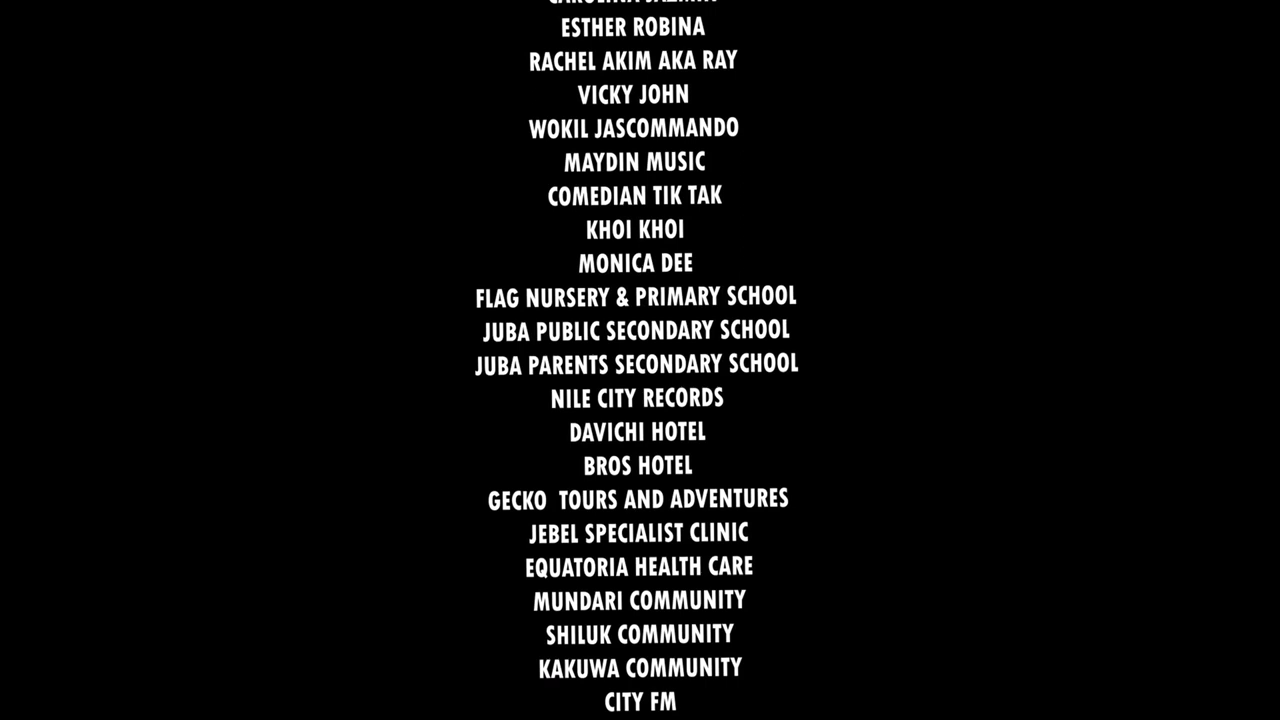 ESTHER ROBINA
RACHEL AKIM AKA RAY
VICKY JOHN
WOKIL JASCOMMANDO
MAYDIN MUSIC
COMEDIAN TIK TAK
KHOI KHOI
MONICA DEE
FLAG NURSERY & PRIMARY SCHOOL
JUBA PUBLIC SECONDARY SCHOOL
JUBA PARENTS SECONDARY SCHOOL
NILE CITY RECORDS
DAVICHI HOTEL
BROS HOTEL
GECKO  TOURS AND ADVENTURES
JEBEL SPECIALIST CLINIC
EQUATORIA HEALTH CARE
MUNDARI COMMUNITY
SHILUK COMMUNITY
KAKUWA COMMUNITY
CITY FM